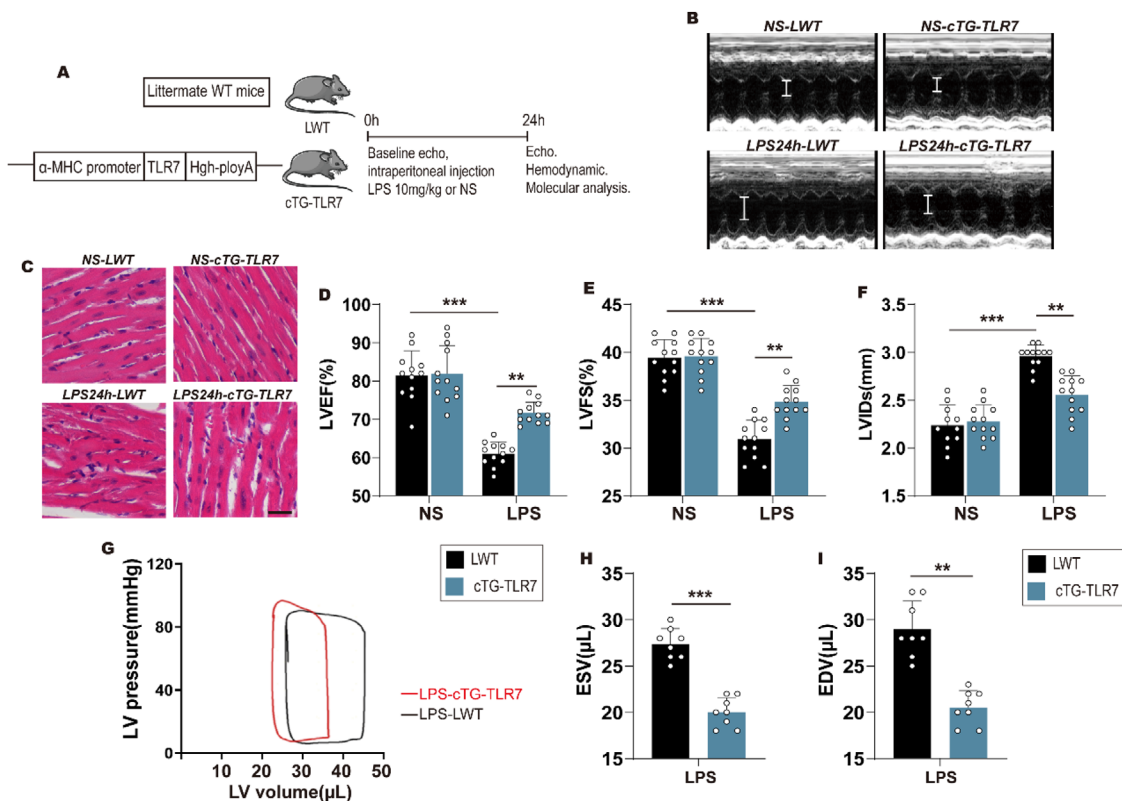 A
Littermate WT mice
LWT
α-MHC promoter TLR7 Hgh-ployA
cTG-TLR7
0h
24h
Baseline echo,
intraperitoneal injection
LPS 10mg/kg or NS
Echo.
Hemodynamic.
Molecular analysis.
B
NS-LWT
NS-cTG-TLR7
LPS24h-LWT
LPS24h-cTG-TLR7
C
NS-LWT
NS-cTG-TLR7
LPS24h-LWT
LPS24h-cTG-TLR7
D
LVEF(%)
100
90
80
70
60
50
***
**
NS
LPS
E
LVFS(%)
45
40
35
30
25
***
**
NS
LPS
F
LVIDs(mm)
3.5
3.0
2.5
2.0
1.5
***
**
NS
LPS
G
LV pressure(mmHg)
120
80
40
0
10
20
30
40
50
LV volume(μL)
LPS-cTG-TLR7
LPS-LWT
LWT
cTG-TLR7
H
ESV(μL)
35
30
25
20
15
***
LPS
I
EDV(μL)
35
30
25
20
15
**
LPS
LWT
cTG-TLR7